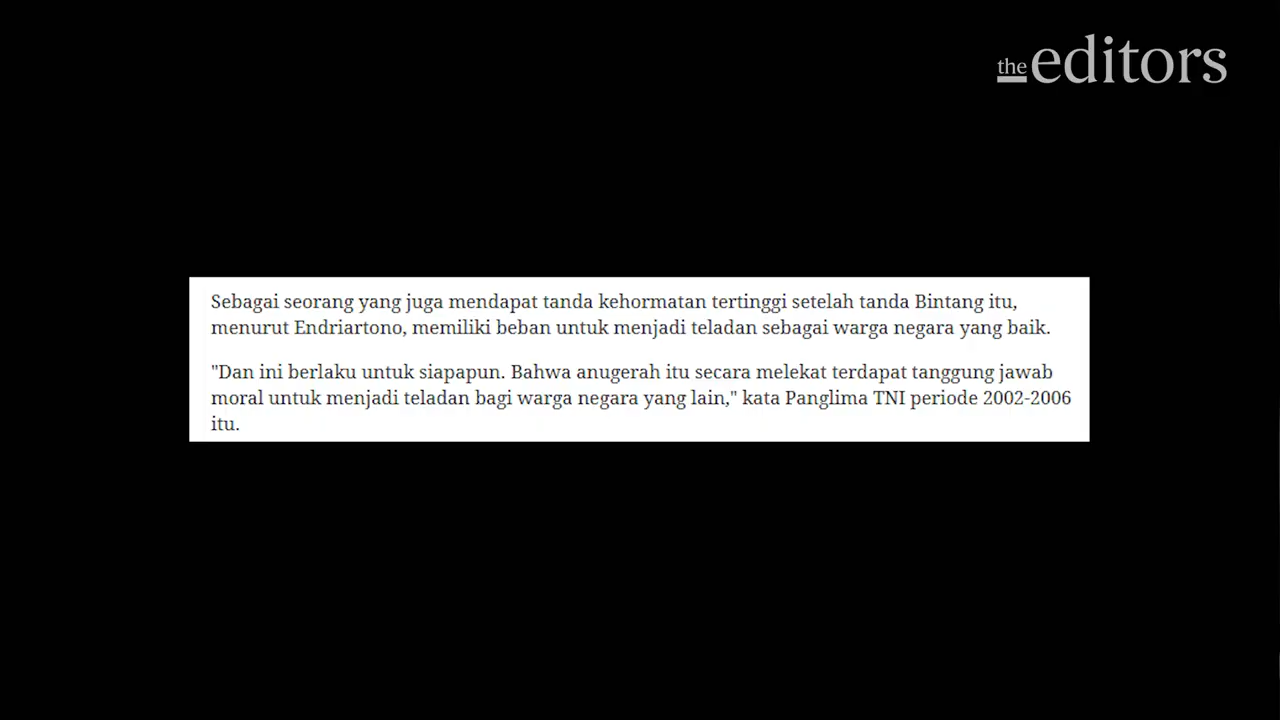 the editors
Sebagai seorang yang juga mendapat tanda kehormatan tertinggi setelah tanda Bintang itu,
menurut Endriartono, memiliki beban untuk menjadi teladan sebagai warga negara yang baik.
"Dan ini berlaku untuk siapapun. Bahwa anugerah itu secara melekat terdapat tanggung jawab
moral untuk menjadi teladan bagi warga negara yang lain," kata Panglima TNI periode 2002-2006
itu.